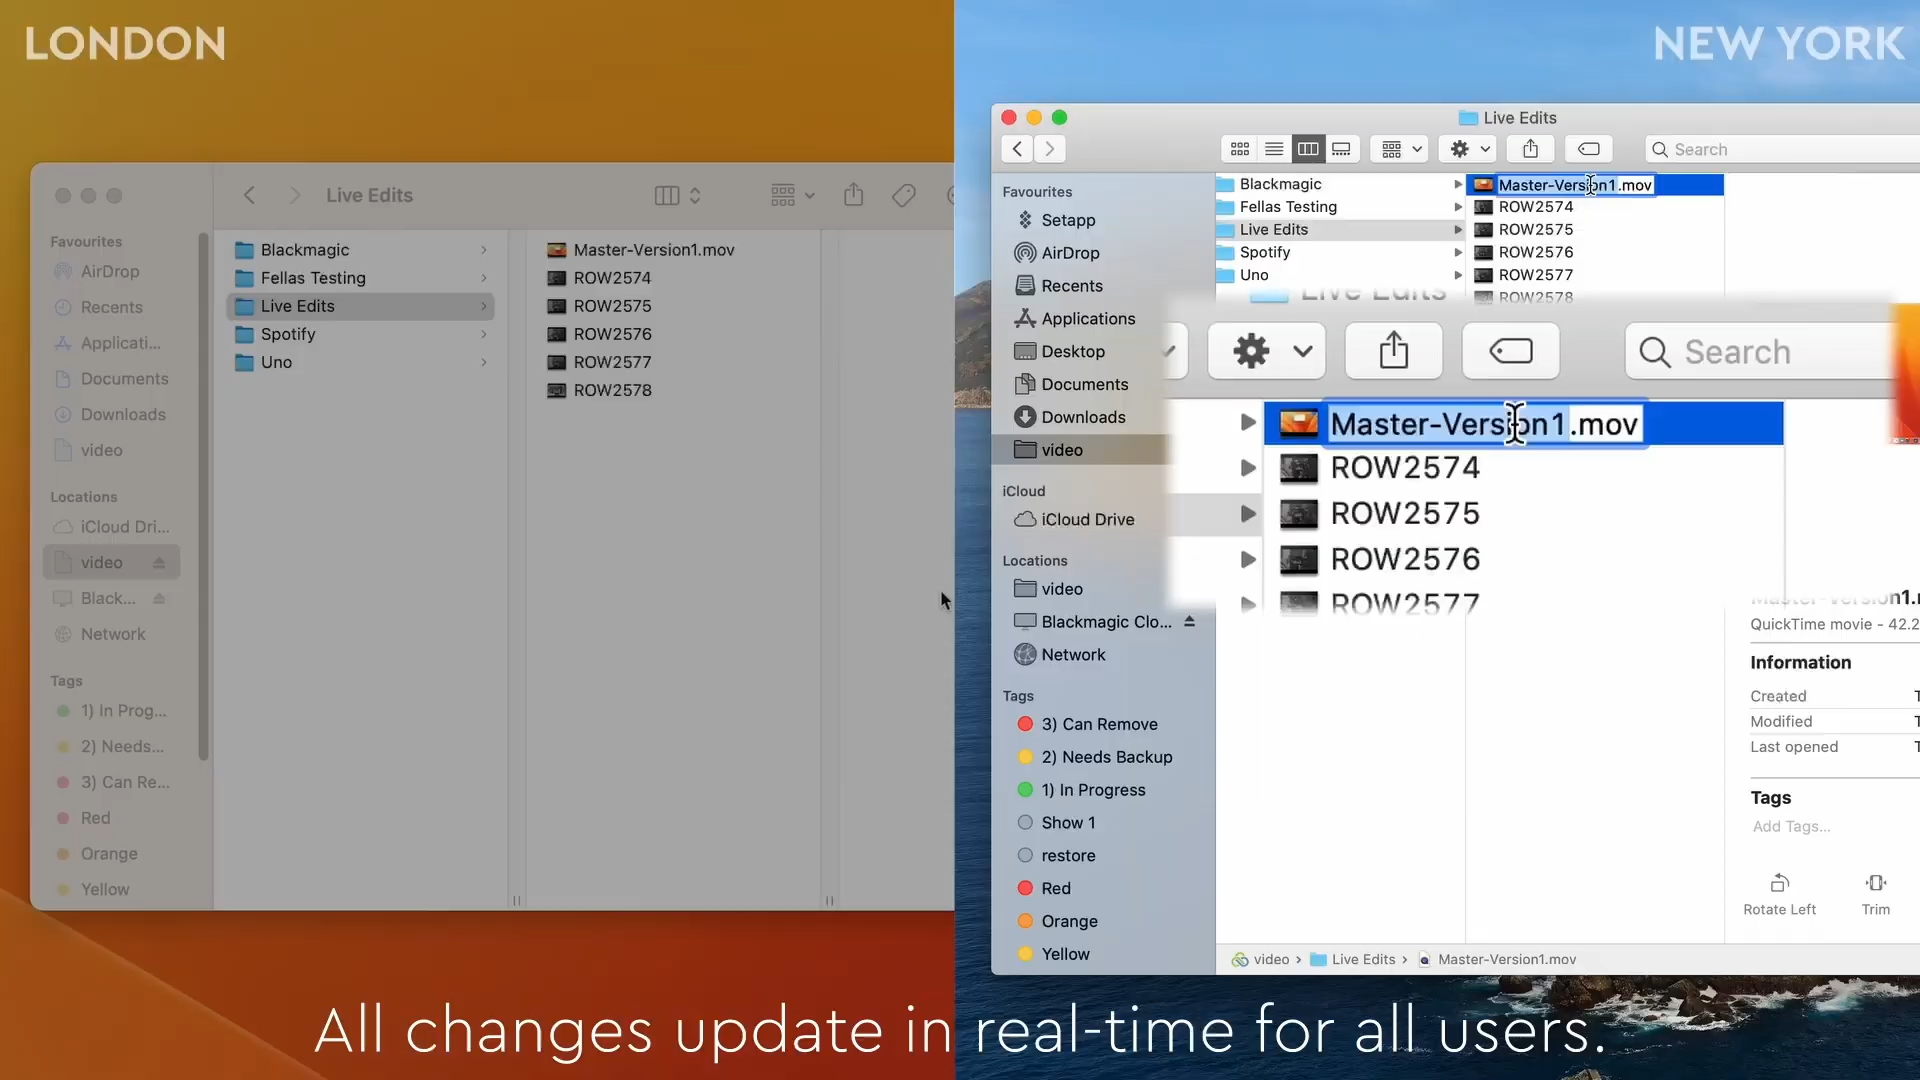 LONDON
Live Edits
Favourites
AirDrop
Recents
Applicati...
Documents
Downloads
video
Locations
iCloud Dri...
video
Black...
Network
Tags
1) In Prog...
2) Needs...
3) Can Re...
Red
Orange
Yellow
Blackmagic
Fellas Testing
Live Edits
Spotify
Uno
Master-Version1.mov
ROW2574
ROW2575
ROW2576
ROW2577
ROW2578
NEW YORK
Live Edits
Search
Favourites
Setapp
AirDrop
Recents
Applications
Desktop
Documents
Downloads
video
iCloud
iCloud Drive
Locations
video
Blackmagic Clo...
Network
Tags
3) Can Remove
2) Needs Backup
1) In Progress
Show 1
restore
Red
Orange
Yellow
Blackmagic
Fellas Testing
Live Edits
Spotify
Uno
Master-Version1.mov
ROW2574
ROW2575
ROW2576
ROW2577
ROW2578
Live Edits
Search
Master-Version1.mov
ROW2574
ROW2575
ROW2576
ROW2577
QuickTime movie - 42.2
Information
Created
Modified
Last opened
Tags
Add Tags...
Rotate Left
Trim
video › Live Edits › Master-Version1.mov
All changes update in real-time for all users.